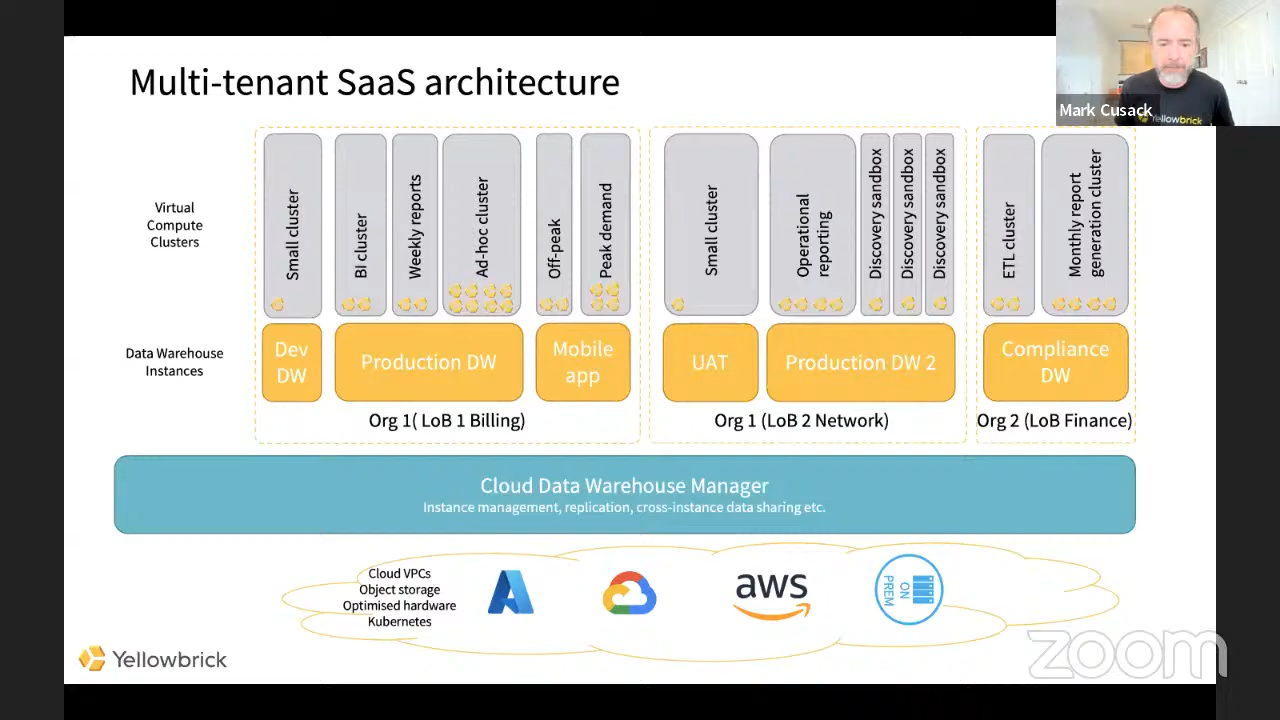 Multi-tenant SaaS architecture
Mark Cusack
Yellowbrick
Virtual
Compute
Clusters
Small cluster
BI cluster
Weekly reports
Ad-hoc cluster
Off-peak
Peak demand
Small cluster
Operational
reporting
Discovery sandbox
Discovery sandbox
Discovery sandbox
ETL cluster
Monthly report
generation cluster
Data Warehouse
Instances
Dev
DW
Production DW
Mobile
app
UAT
Production DW 2
Compliance
DW
Org 1( LoB 1 Billing)
Org 1 (LoB 2 Network)
Org 2 (LoB Finance)
Cloud Data Warehouse Manager
Instance management, replication, cross-instance data sharing etc.
Cloud VPCs
Object storage
Optimised hardware
Kubernetes
aws
ON
PREM
Yellowbrick
zoom